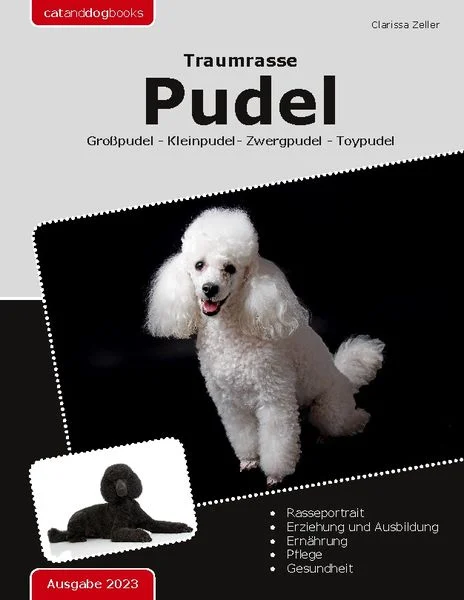 catanddogbooks
Clarissa Zeller
Traumrasse
Pudel
Großpudel - Kleinpudel- Zwergpudel - Toypudel
• Rasseportrait
• Erziehung und Ausbildung
• Ernährung
• Pflege
• Gesundheit
Ausgabe 2023